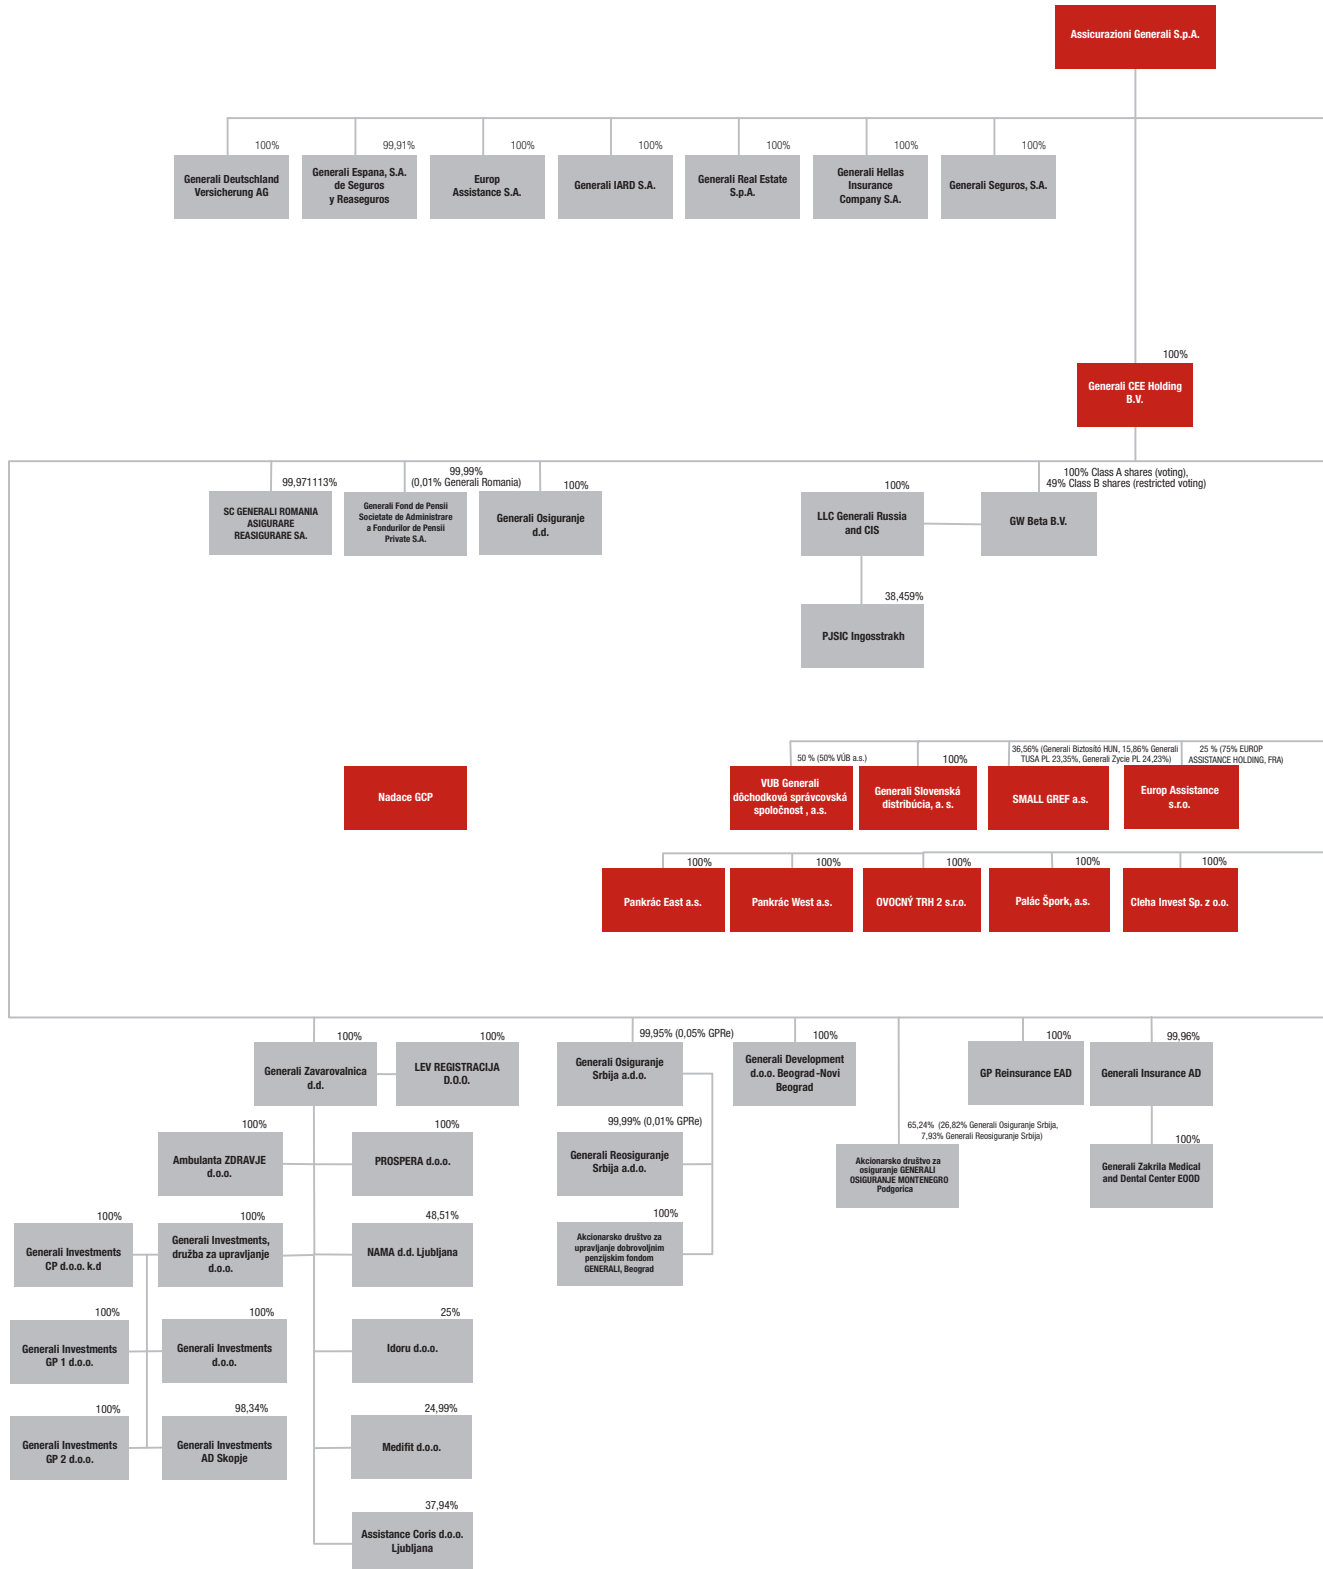 Assicurazioni Generali S.p.A.
100%
Generali Deutschland
Versicherung AG
99,91%
Generali Espana, S.A.
de Seguros
y Reaseguros
100%
Europ
Assistance S.A.
100%
Generali IARD S.A.
100%
Generali Real Estate
S.p.A.
100%
Generali Hellas
Insurance
Company S.A.
100%
Generali Seguros, S.A.
100%
Generali CEE Holding
B.V.
99,971113%
SC GENERALI ROMANIA
ASIGURARE
REASIGURARE SA.
99,99%
(0,01% Generali Romania)
Generali Fond de Pensii
Societate de Administrare
a Fondurilor de Pensii
Private S.A.
100%
Generali Osiguranje
d.d.
100%
LLC Generali Russia
and CIS
100% Class A shares (voting),
49% Class B shares (restricted voting)
GW Beta B.V.
38,459%
PJSIC Ingosstrakh
Nadace GCP
50 % (50% VÚB a.s.)
VUB Generali
dôchodková správcovská
spoločnost , a.s.
100%
Generali Slovenská
distribúcia, a. s.
36,56% (Generali Biztosító HUN, 15,86% Generali
TUSA PL 23,35%, Generali Zycie PL 24,23%)
SMALL GREF a.s.
25 % (75% EUROP
ASSISTANCE HOLDING, FRA)
Europ Assistance
s.r.o.
100%
Pankrác East a.s.
100%
Pankrác West a.s.
100%
OVOCNÝ TRH 2 s.r.o.
100%
Palác Špork, a.s.
100%
Cleha Invest Sp. z o.o.
100%
Generali Zavarovalnica
d.d.
100%
LEV REGISTRACIJA
D.O.O.
99,95% (0,05% GPRe)
Generali Osiguranje
Srbija a.d.o.
100%
Generali Development
d.o.o. Beograd -Novi
Beograd
100%
GP Reinsurance EAD
99,96%
Generali Insurance AD
100%
Ambulanta ZDRAVJE
d.o.o.
100%
PROSPERA d.o.o.
99,99% (0,01% GPRe)
Generali Reosiguranje
Srbija a.d.o.
65,24% (26,82% Generali Osiguranje Srbija,
7,93% Generali Reosiguranje Srbija)
Akcionarsko društvo za
osiguranje GENERALI
OSIGURANJE MONTENEGRO
Podgorica
100%
Generali Zakrila Medical
and Dental Center EOOD
100%
Generali Investments
CP d.o.o. k.d
100%
Generali Investments,
družba za upravljanje
d.o.o.
48,51%
NAMA d.d. Ljubljana
100%
Akcionarsko društvo za
upravljanje dobrovoljnim
penzijskim fondom
GENERALI, Beograd
100%
Generali Investments
GP 1 d.o.o.
100%
Generali Investments
d.o.o.
25%
Idoru d.o.o.
100%
Generali Investments
GP 2 d.o.o.
98,34%
Generali Investments
AD Skopje
24,99%
Medifit d.o.o.
37,94%
Assistance Coris d.o.o.
Ljubljana